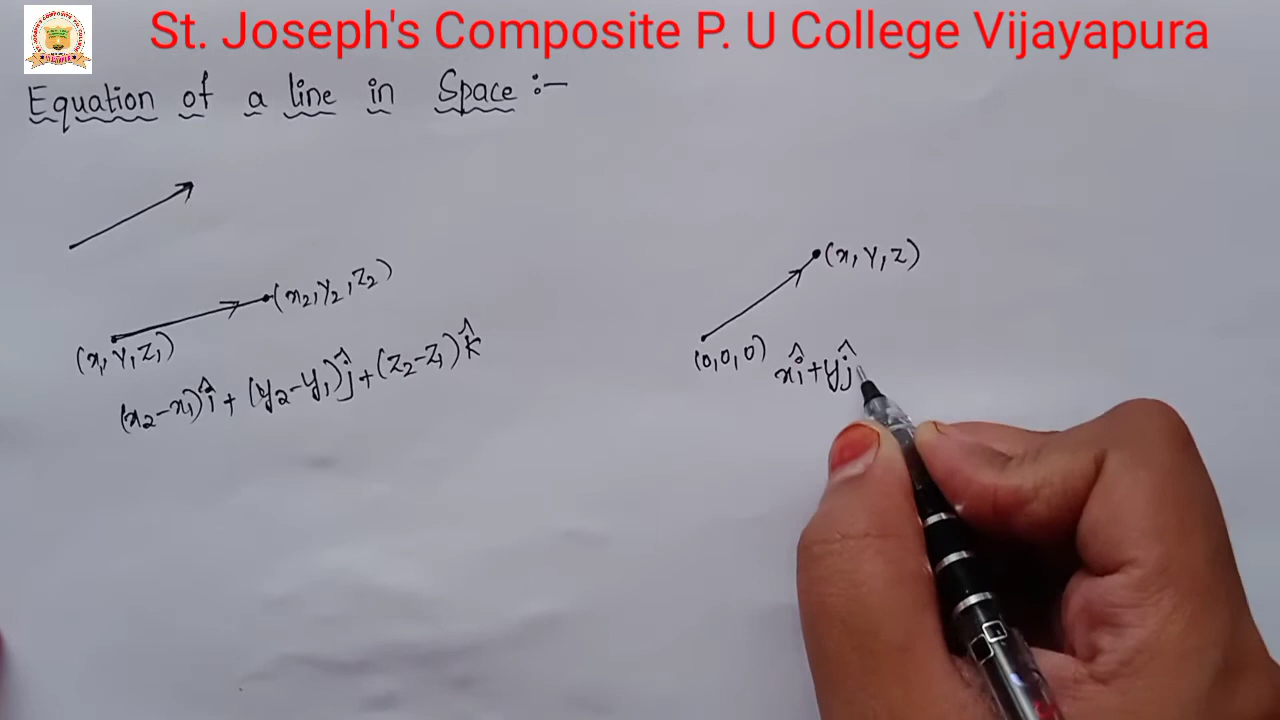 St. Joseph's Composite P. U College Vijayapura
Equation of a line in Space :-
(x₂, y₂, z₂)
(x₁, y₁, z₁)
(x₂-x₁)î + (y₂-y₁)ĵ + (z₂-z₁)k̂
(x, y, z)
(0, 0, 0)
xî + yĵ